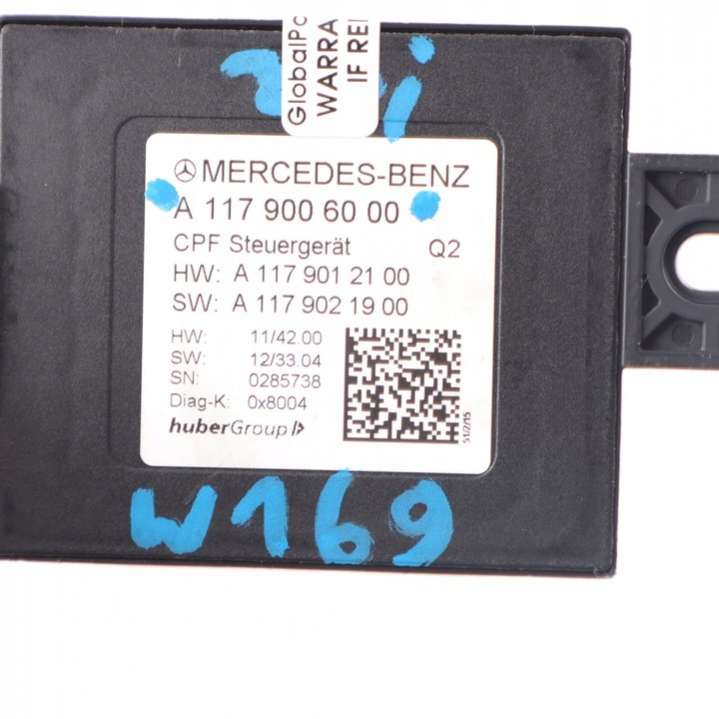 GlobalPa
WARRA
IF RE
MERCEDES-BENZ
A 117 900 60 00
CPF Steuergerät Q2
HW: A 117 901 21 00
SW: A 117 902 19 00
HW: 11/42.00
SW: 12/33.04
SN: 0285738
Diag-K: 0x8004
huberGroup
w169